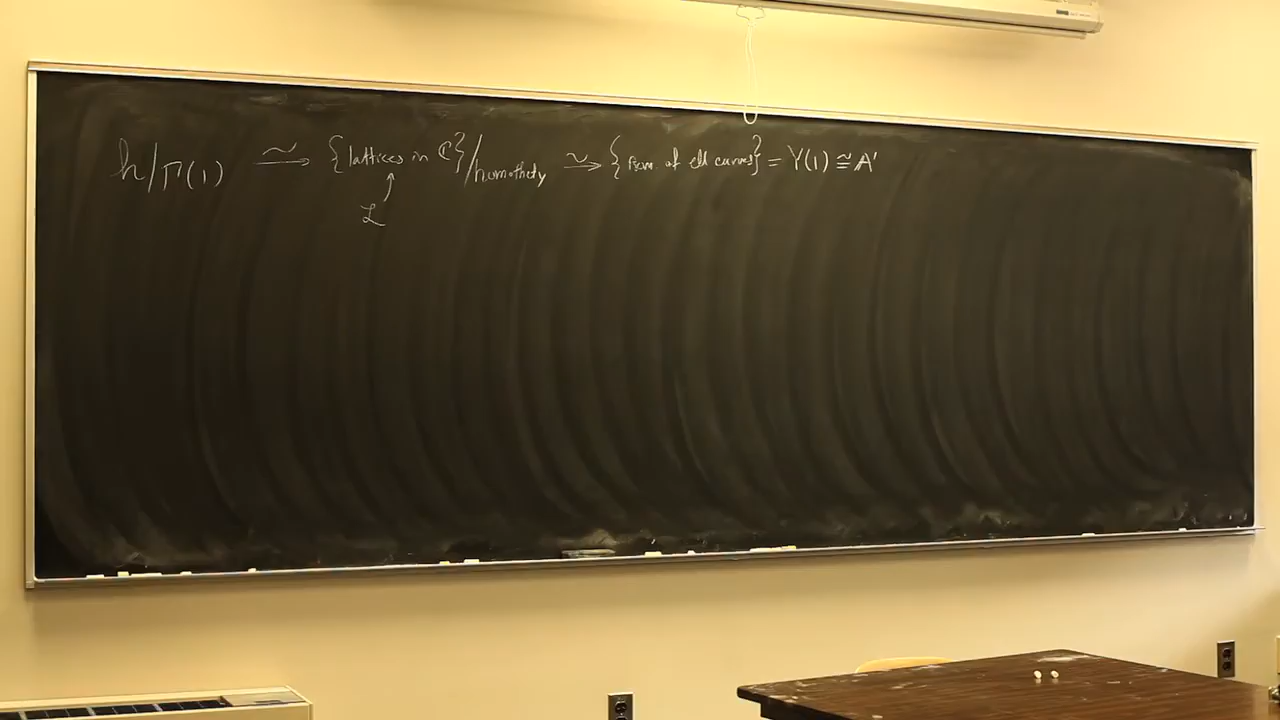 h/Γ(1) ⥲ {lattices in ℂ}/homothety ⥲ {isom. of ell curves} = Y(1) ≅ A¹
L